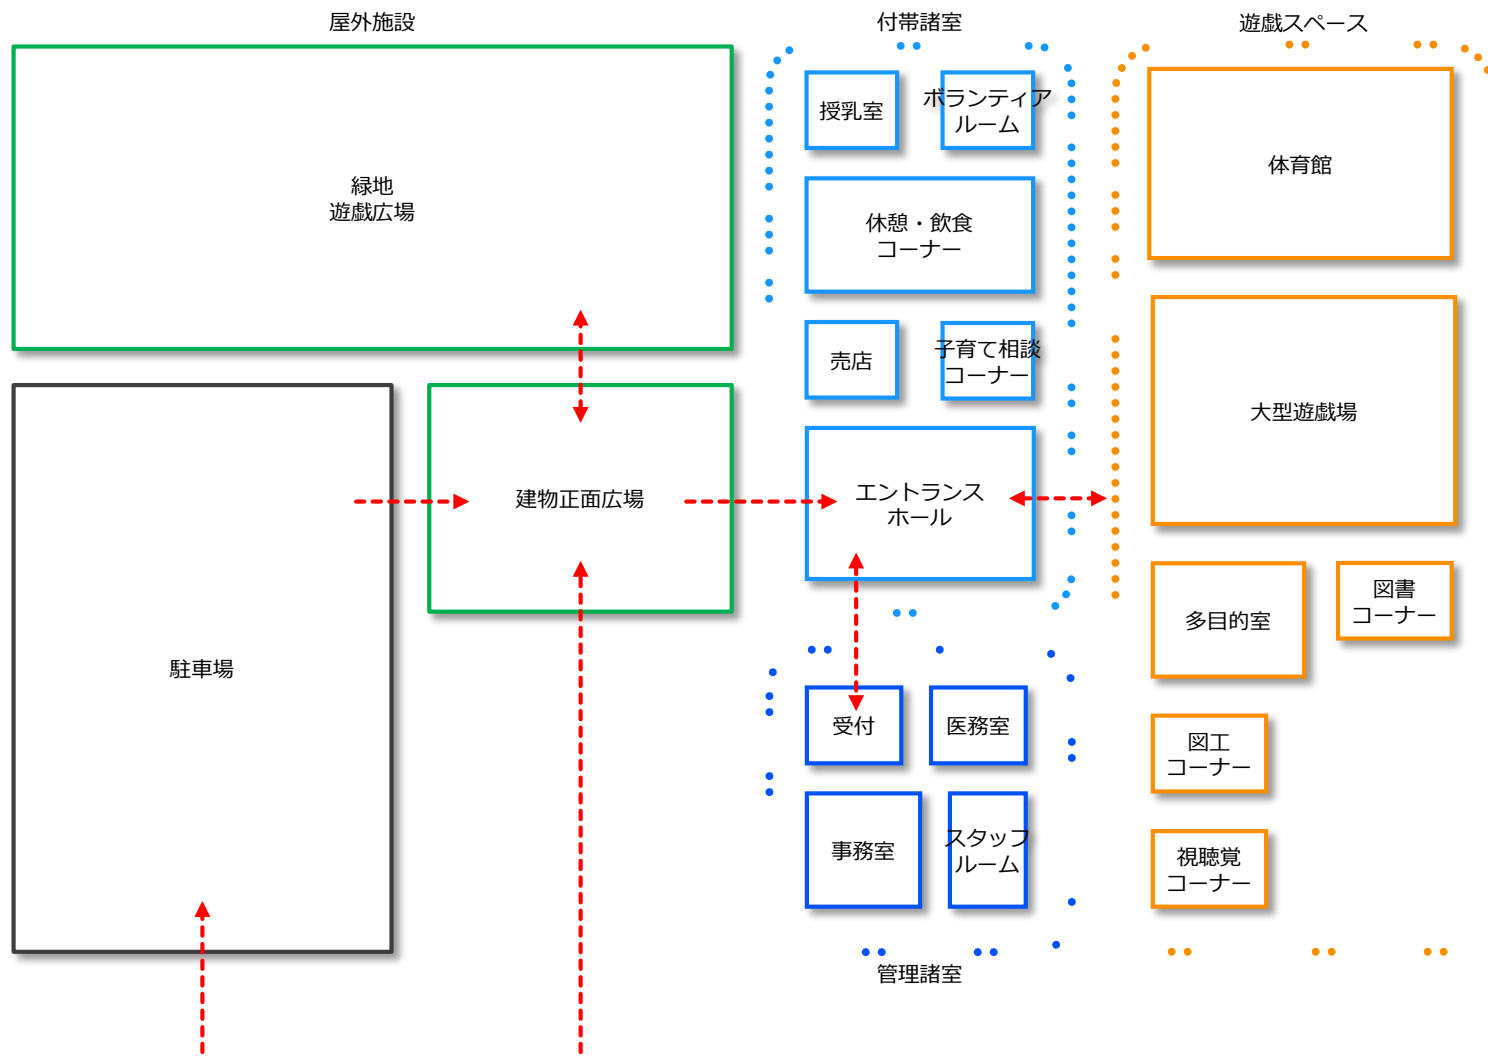 屋外施設
付帯諸室
遊戯スペース
緑地
遊戯広場
駐車場
建物正面広場
授乳室
ボランティア
ルーム
休憩・飲食
コーナー
売店
子育て相談
コーナー
エントランス
ホール
受付
医務室
事務室
スタッフ
ルーム
管理諸室
体育館
大型遊戯場
多目的室
図書
コーナー
図工
コーナー
視聴覚
コーナー